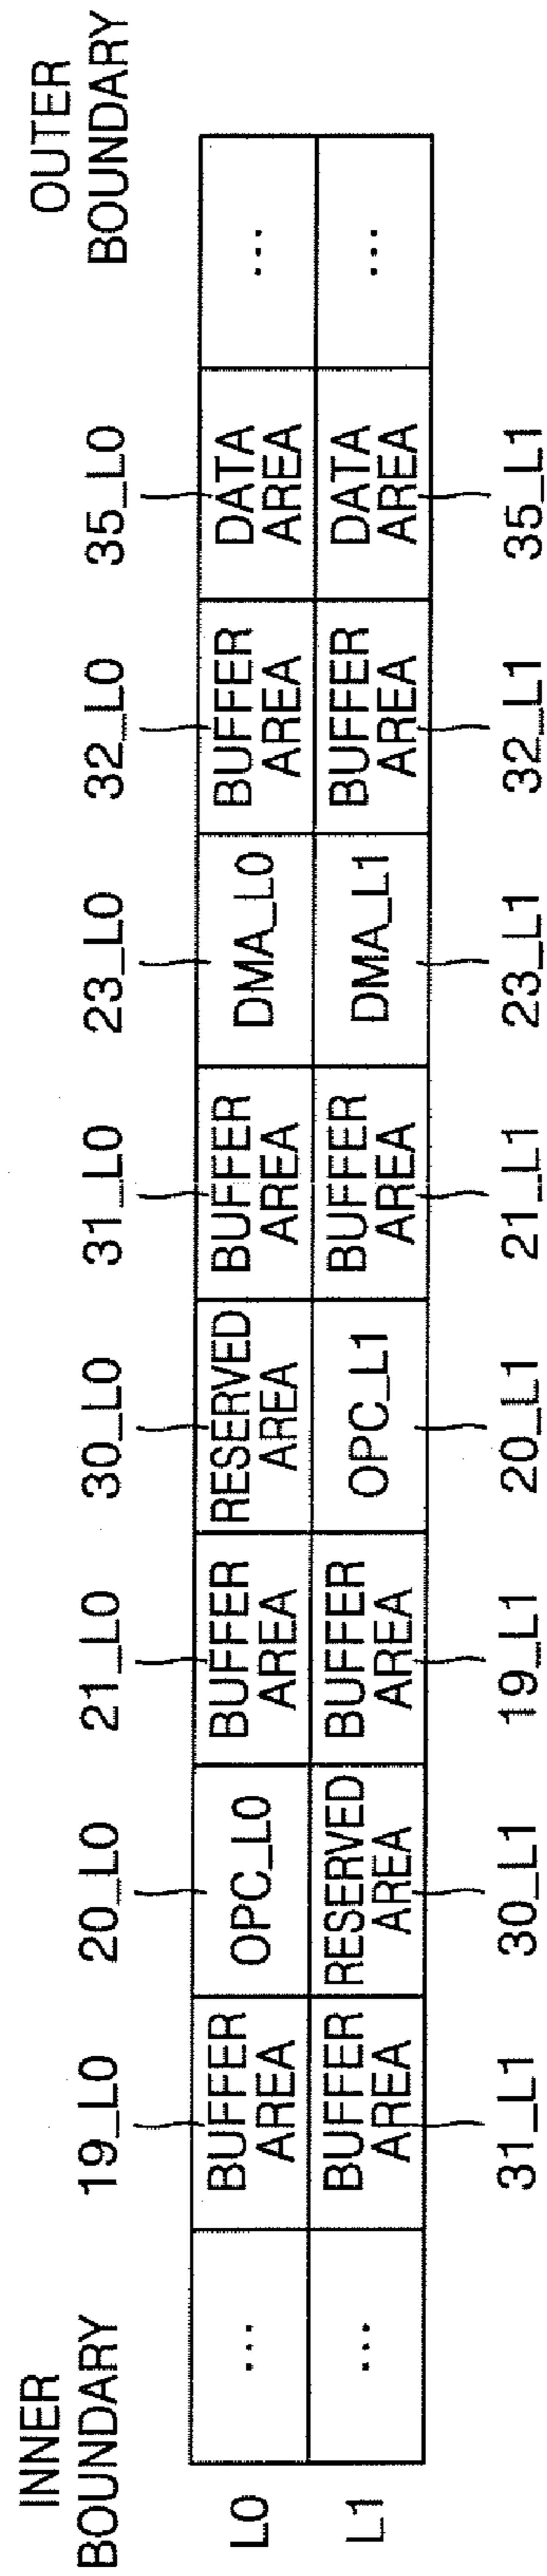 INNER
BOUNDARY
OUTER
BOUNDARY
19_L0
20_L0
21_L0
30_L0
31_L0
23_L0
32_L0
35_L0
L0
...
BUFFER
AREA
OPC_L0
BUFFER
AREA
RESERVED
AREA
BUFFER
AREA
DMA_L0
BUFFER
AREA
DATA
AREA
...
L1
...
BUFFER
AREA
RESERVED
AREA
BUFFER
AREA
OPC_L1
BUFFER
AREA
DMA_L1
BUFFER
AREA
DATA
AREA
...
31_L1
30_L1
19_L1
20_L1
21_L1
23_L1
32_L1
35_L1